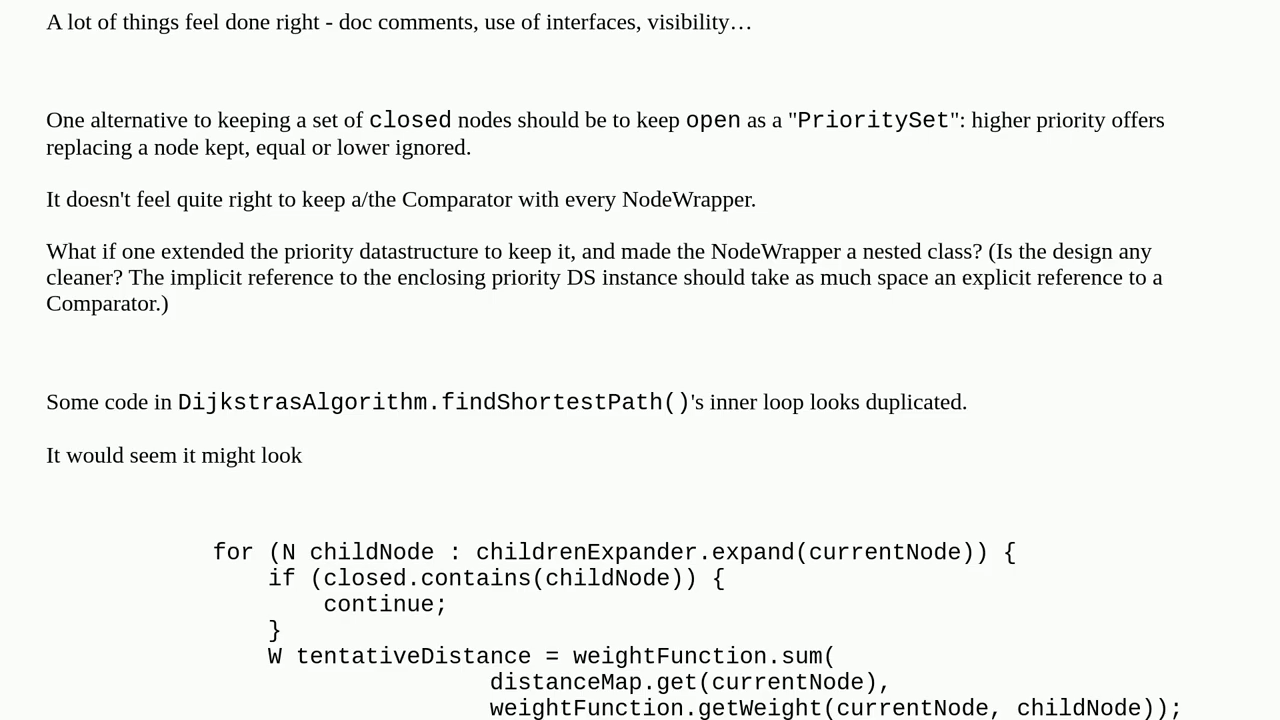 A lot of things feel done right - doc comments, use of interfaces, visibility…
One alternative to keeping a set of closed nodes should be to keep open as a "PrioritySet": higher priority offers
replacing a node kept, equal or lower ignored.
It doesn't feel quite right to keep a/the Comparator with every NodeWrapper.
What if one extended the priority datastructure to keep it, and made the NodeWrapper a nested class? (Is the design any
cleaner? The implicit reference to the enclosing priority DS instance should take as much space an explicit reference to a
Comparator.)
Some code in DijkstrasAlgorithm.findShortestPath()'s inner loop looks duplicated.
It would seem it might look
for (N childNode : childrenExpander.expand(currentNode)) {
    if (closed.contains(childNode)) {
        continue;
    }
    W tentativeDistance = weightFunction.sum(
                    distanceMap.get(currentNode),
                    weightFunction.getWeight(currentNode, childNode));